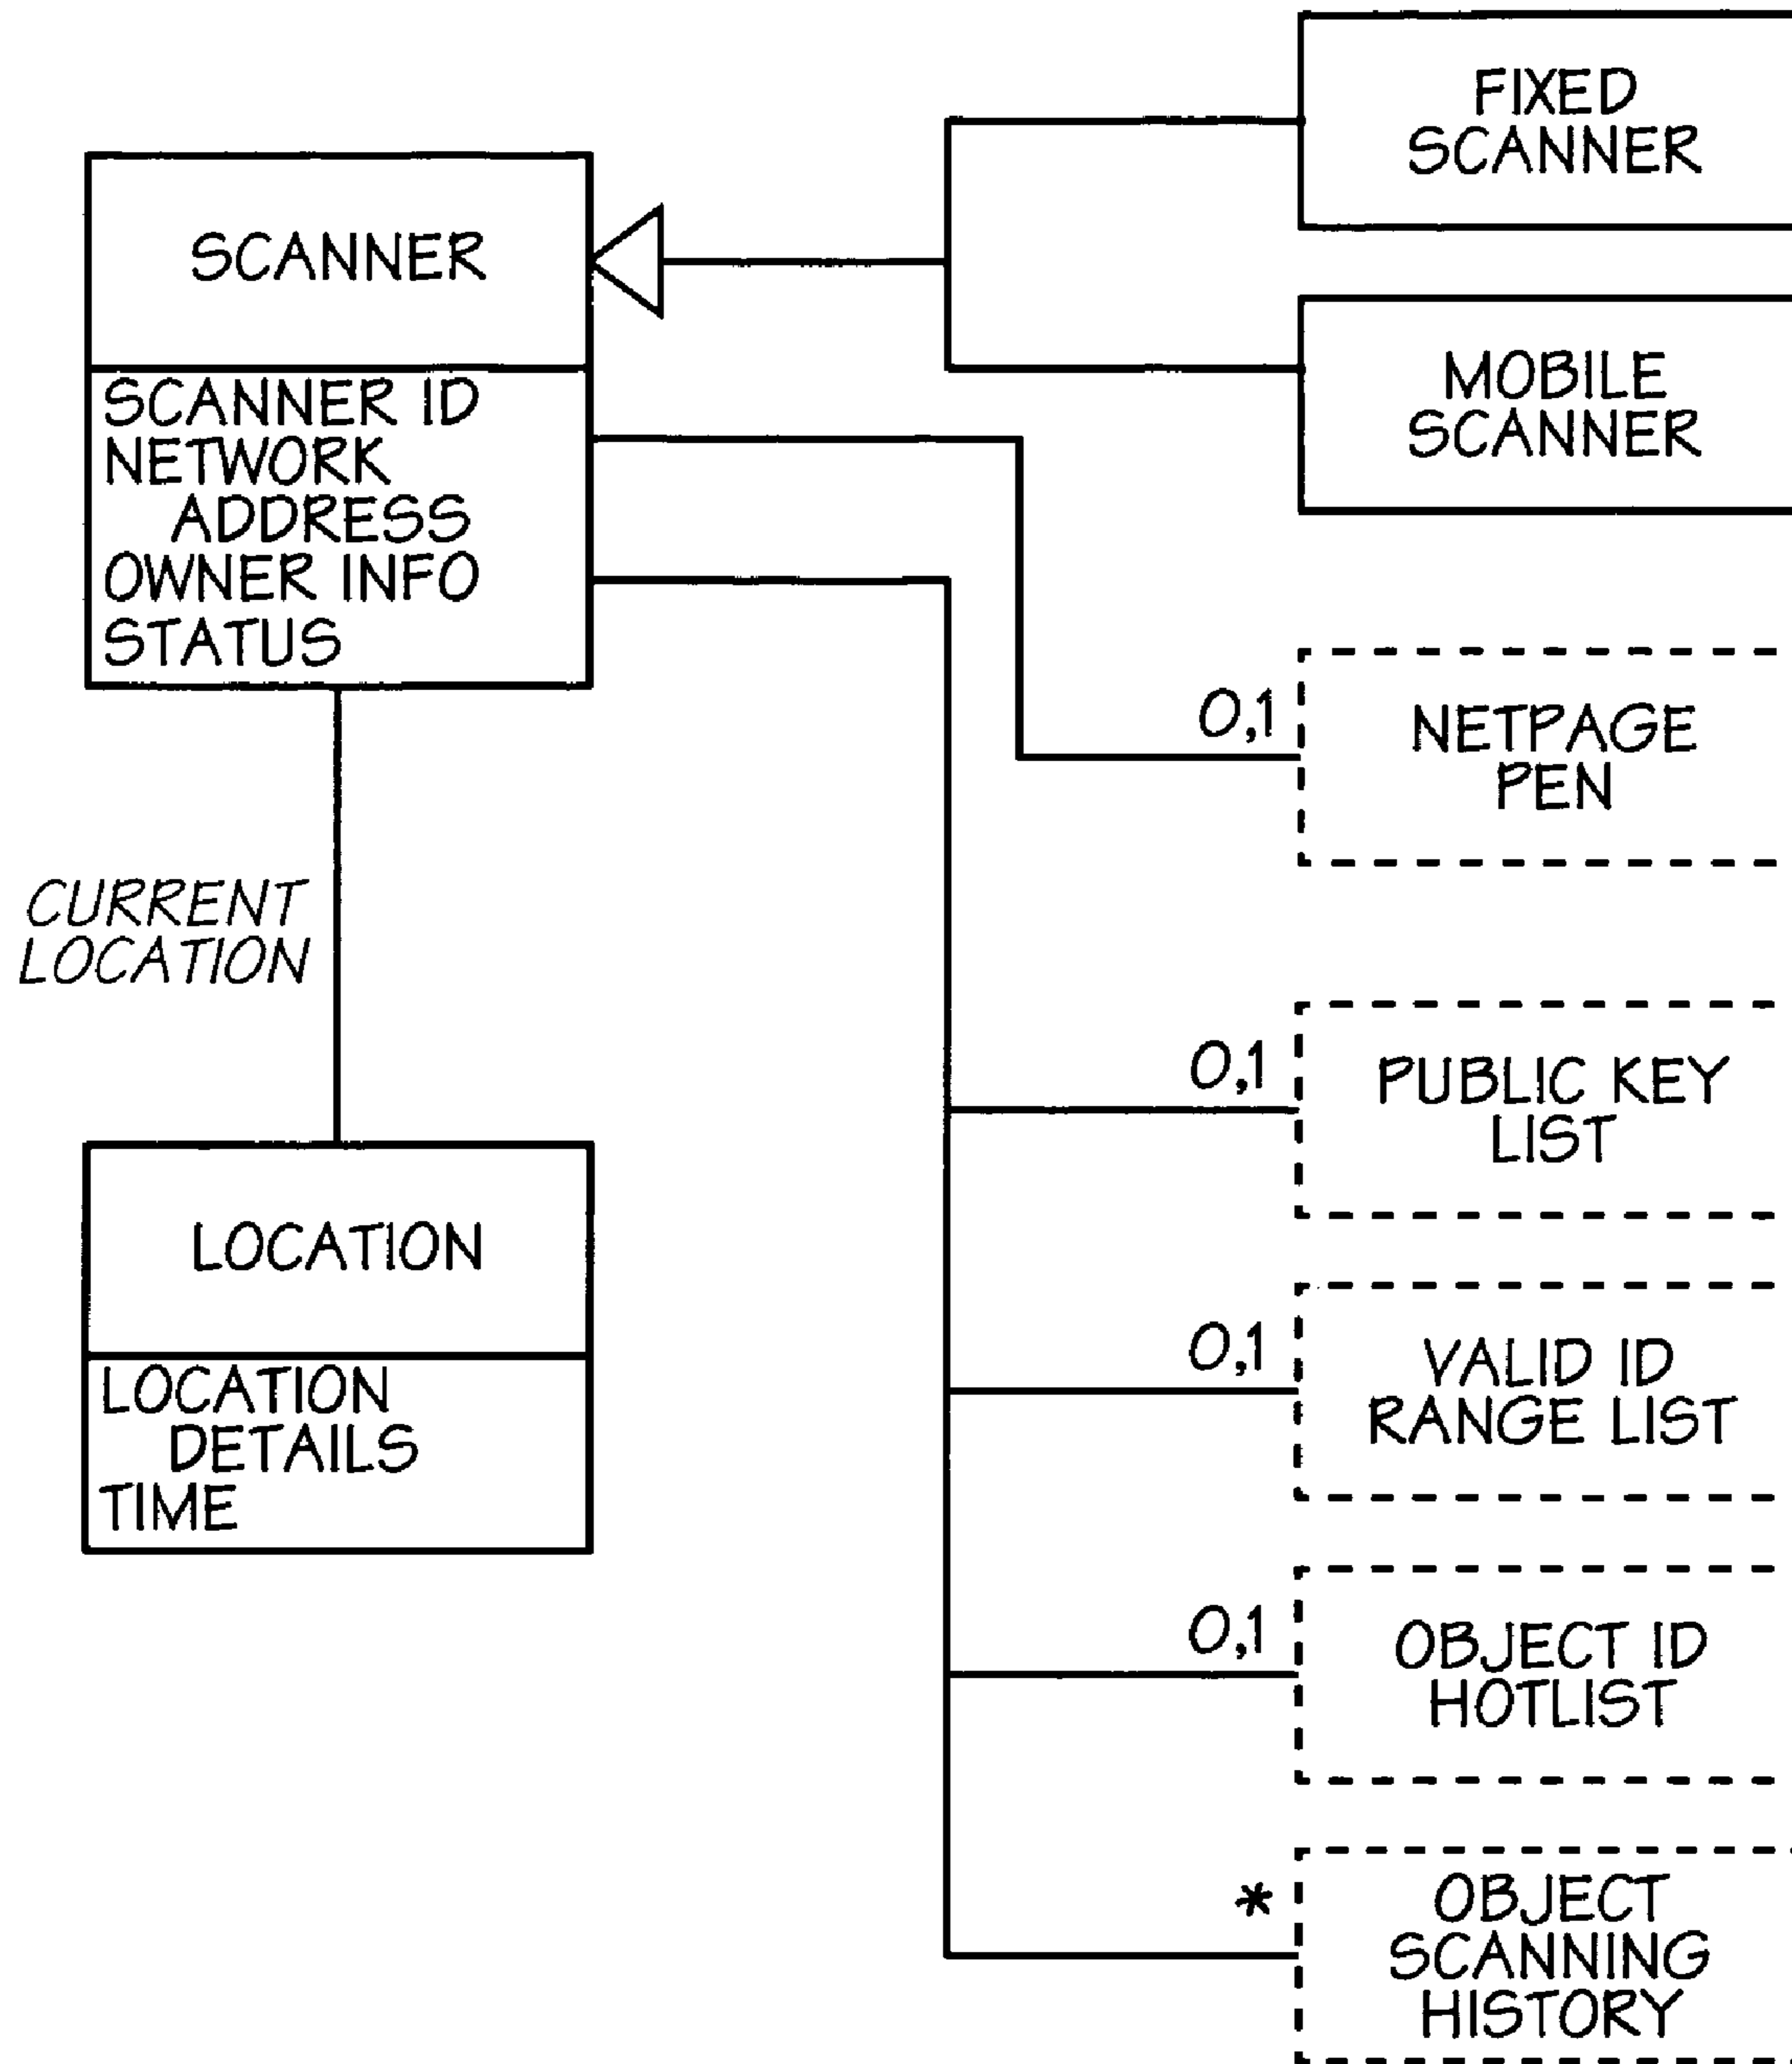 FIXED
SCANNER
SCANNER
MOBILE
SCANNER
SCANNER ID
NETWORK
ADDRESS
OWNER INFO
STATUS
0,1
NETPAGE
PEN
CURRENT
LOCATION
0,1
PUBLIC KEY
LIST
LOCATION
0,1
VALID ID
RANGE LIST
LOCATION
DETAILS
TIME
0,1
OBJECT ID
HOTLIST
*
OBJECT
SCANNING
HISTORY